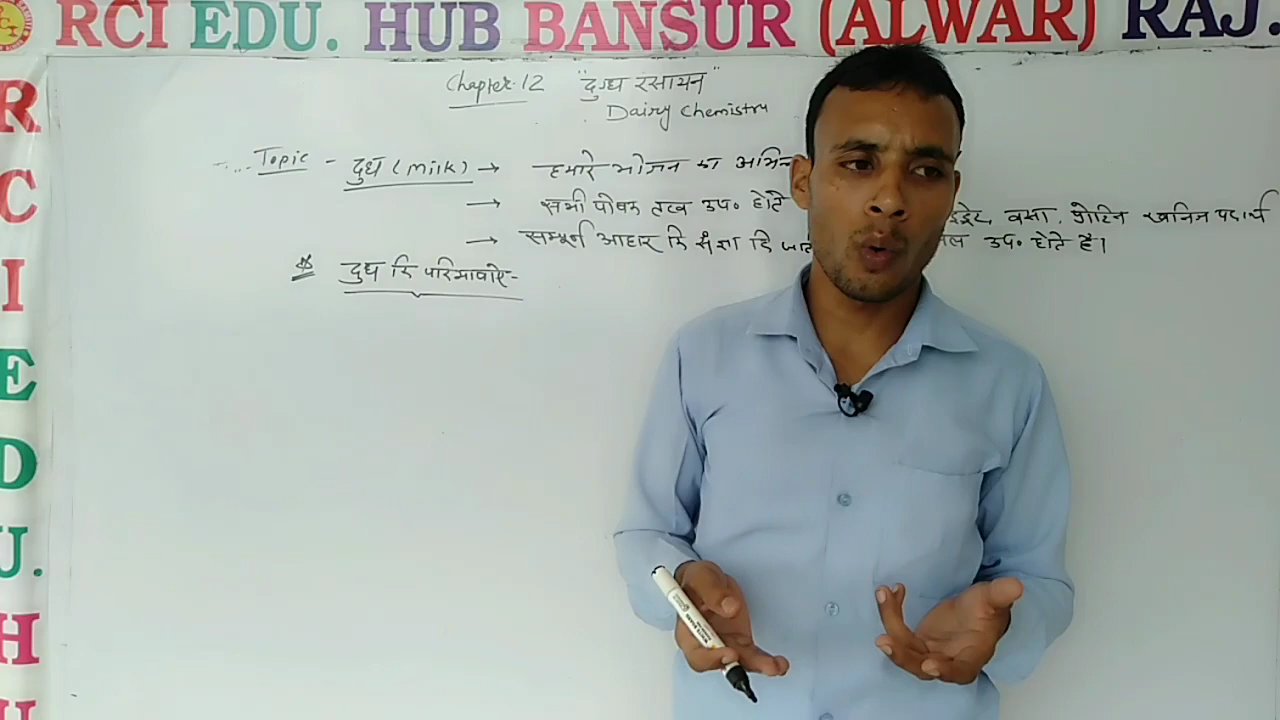 RCI EDU. HUB BANSUR (ALWAR) RAJ.
R
C
I
E
D
U.
H
U
Chapter.12 "दुग्ध रसायन"
Dairy Chemistry
Topic - दुध (Milk) → हमारे भोजन का
→ सभी पोषक तत्व उप० होते वसा, प्रोटिन खनिज पदार्थ
→ सम्पूर्ण आहार कि संज्ञा दि उप० होते है।
दुध कि परिभाषाऐ-